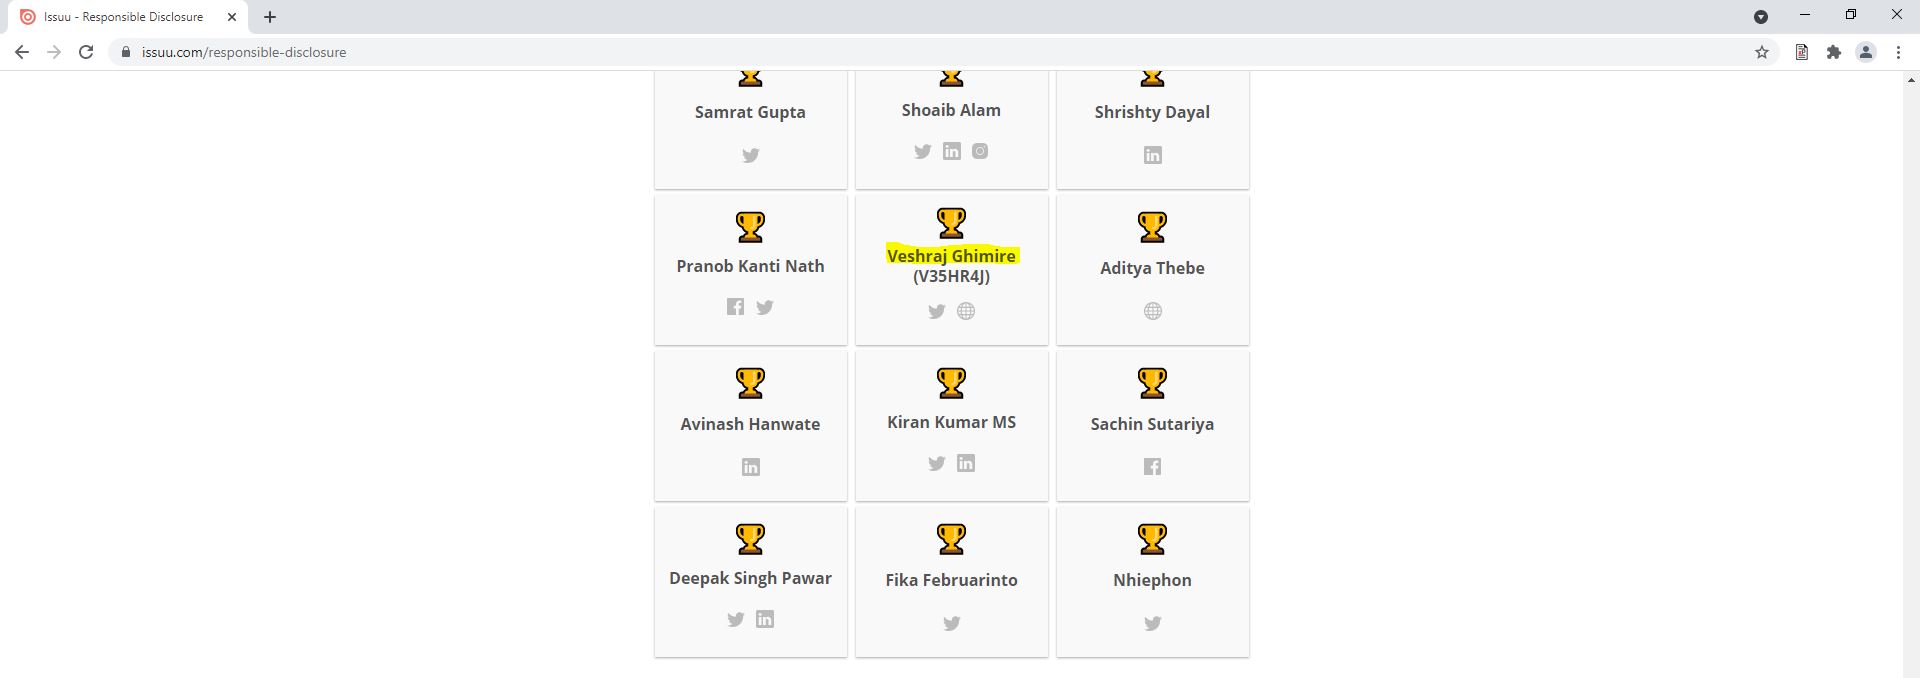 Issuu - Responsible Disclosure
issuu.com/responsible-disclosure
Samrat Gupta
Shoaib Alam
Shrishty Dayal
Pranob Kanti Nath
Veshraj Ghimire
(V35HR4J)
Aditya Thebe
Avinash Hanwate
Kiran Kumar MS
Sachin Sutariya
Deepak Singh Pawar
Fika Februarinto
Nhiephon